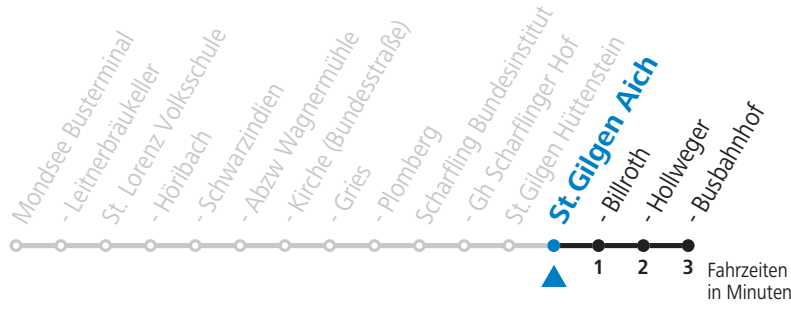 Mondsee Busterminal
- Leitnerbräukeller
St. Lorenz Volksschule
- Höribach
- Schwarzindien
- Abzw Wagnermühle
- Kirche (Bundesstraße)
- Gries
- Plomberg
Scharfling Bundesinstitut
- Gh Scharflinger Hof
St.Gilgen Hüttenstein
St.Gilgen Aich
- Billroth
- Hollweger
- Busbahnhof
1 2 3
Fahrzeiten
in Minuten